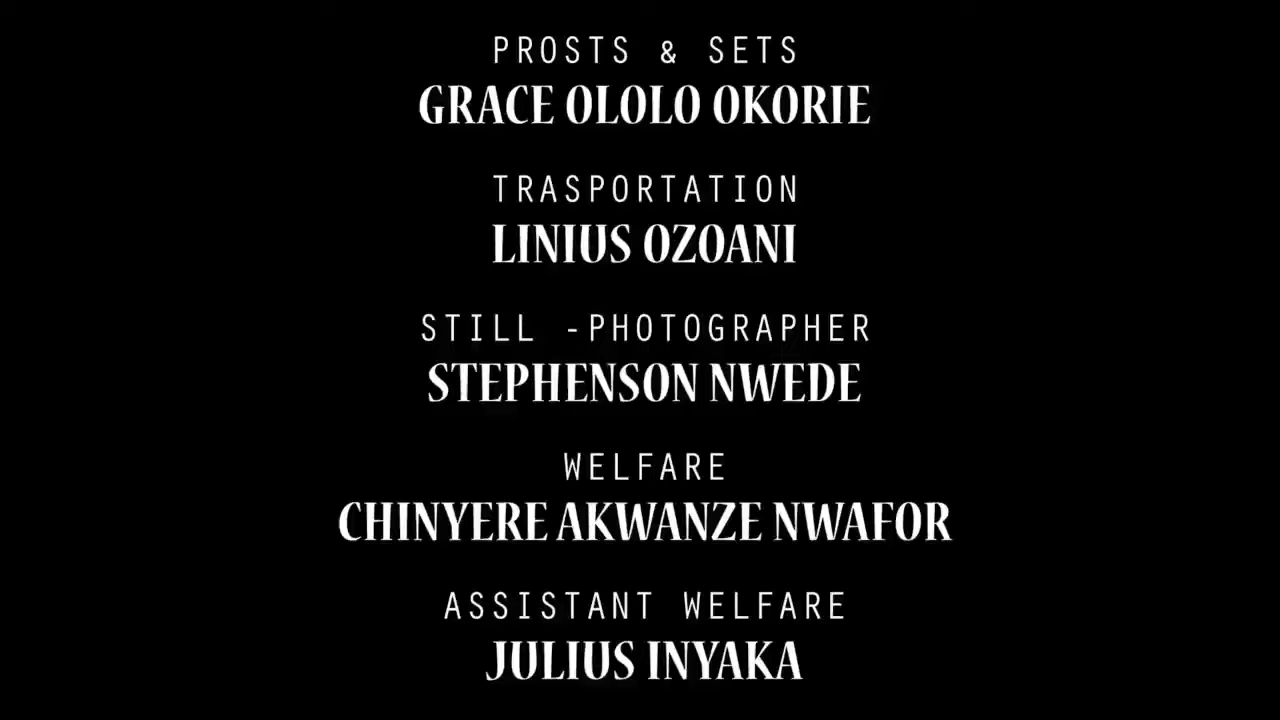 PROSTS & SETS
GRACE OLOLO OKORIE
TRASPORTATION
LINIUS OZOANI
STILL -PHOTOGRAPHER
STEPHENSON NWEDE
WELFARE
CHINYERE AKWANZE NWAFOR
ASSISTANT WELFARE
JULIUS INYAKA